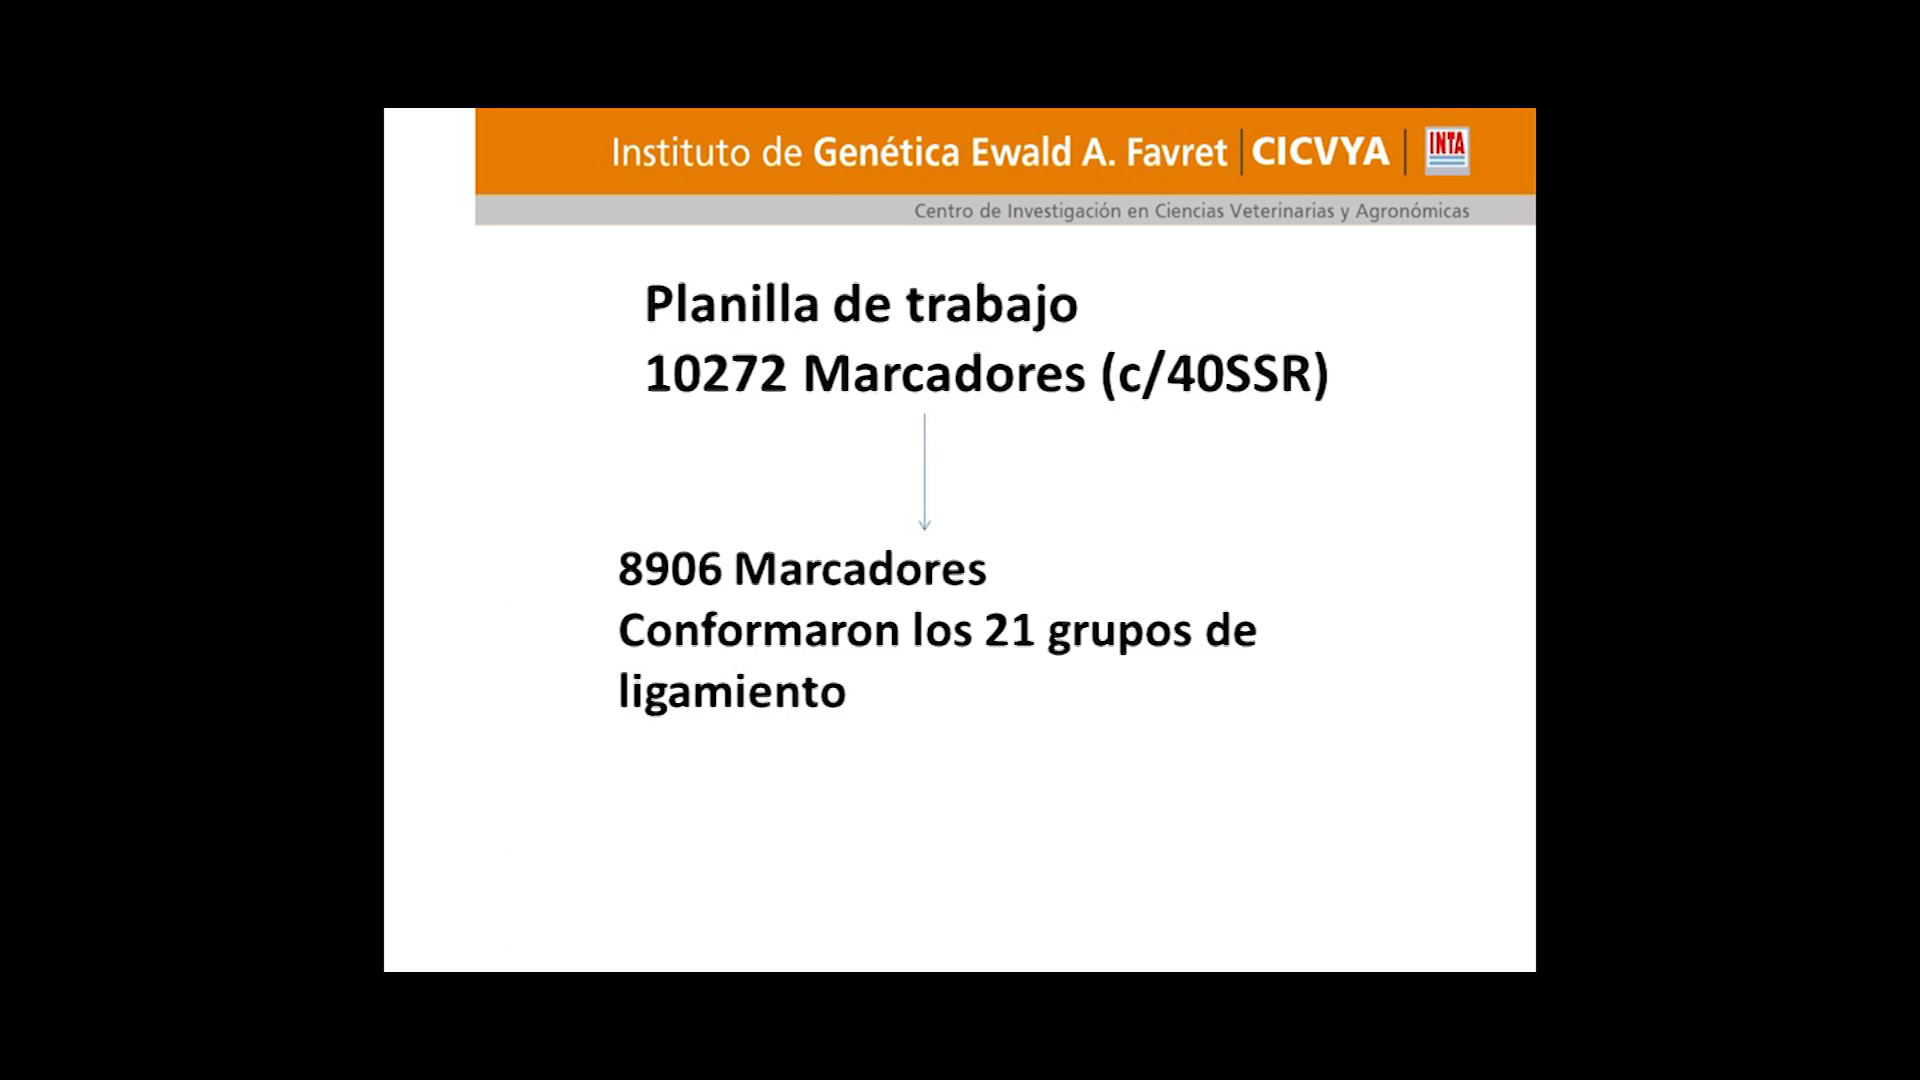 Instituto de Genética Ewald A. Favret CICVYA INTA
Centro de Investigación en Ciencias Veterinarias y Agronómicas
Planilla de trabajo
10272 Marcadores (c/40SSR)
8906 Marcadores
Conformaron los 21 grupos de
ligamiento